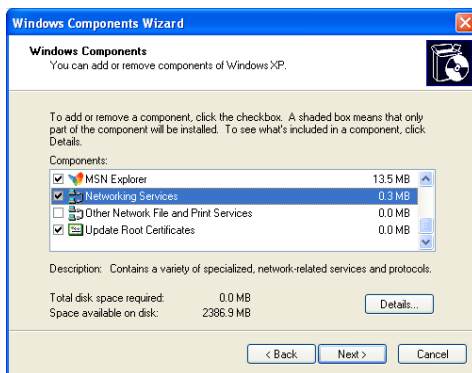 Windows Components Wizard
Windows Components
You can add or remove components of Windows XP.
To add or remove a component, click the checkbox. A shaded box means that only
part of the component will be installed. To see what's included in a component, click
Details.
Components:
MSN Explorer 13.5 MB
Networking Services 0.3 MB
Other Network File and Print Services 0.0 MB
Update Root Certificates 0.0 MB
Description: Contains a variety of specialized, network-related services and protocols.
Total disk space required: 0.0 MB
Space available on disk: 2386.9 MB
Details...
< Back Next > Cancel